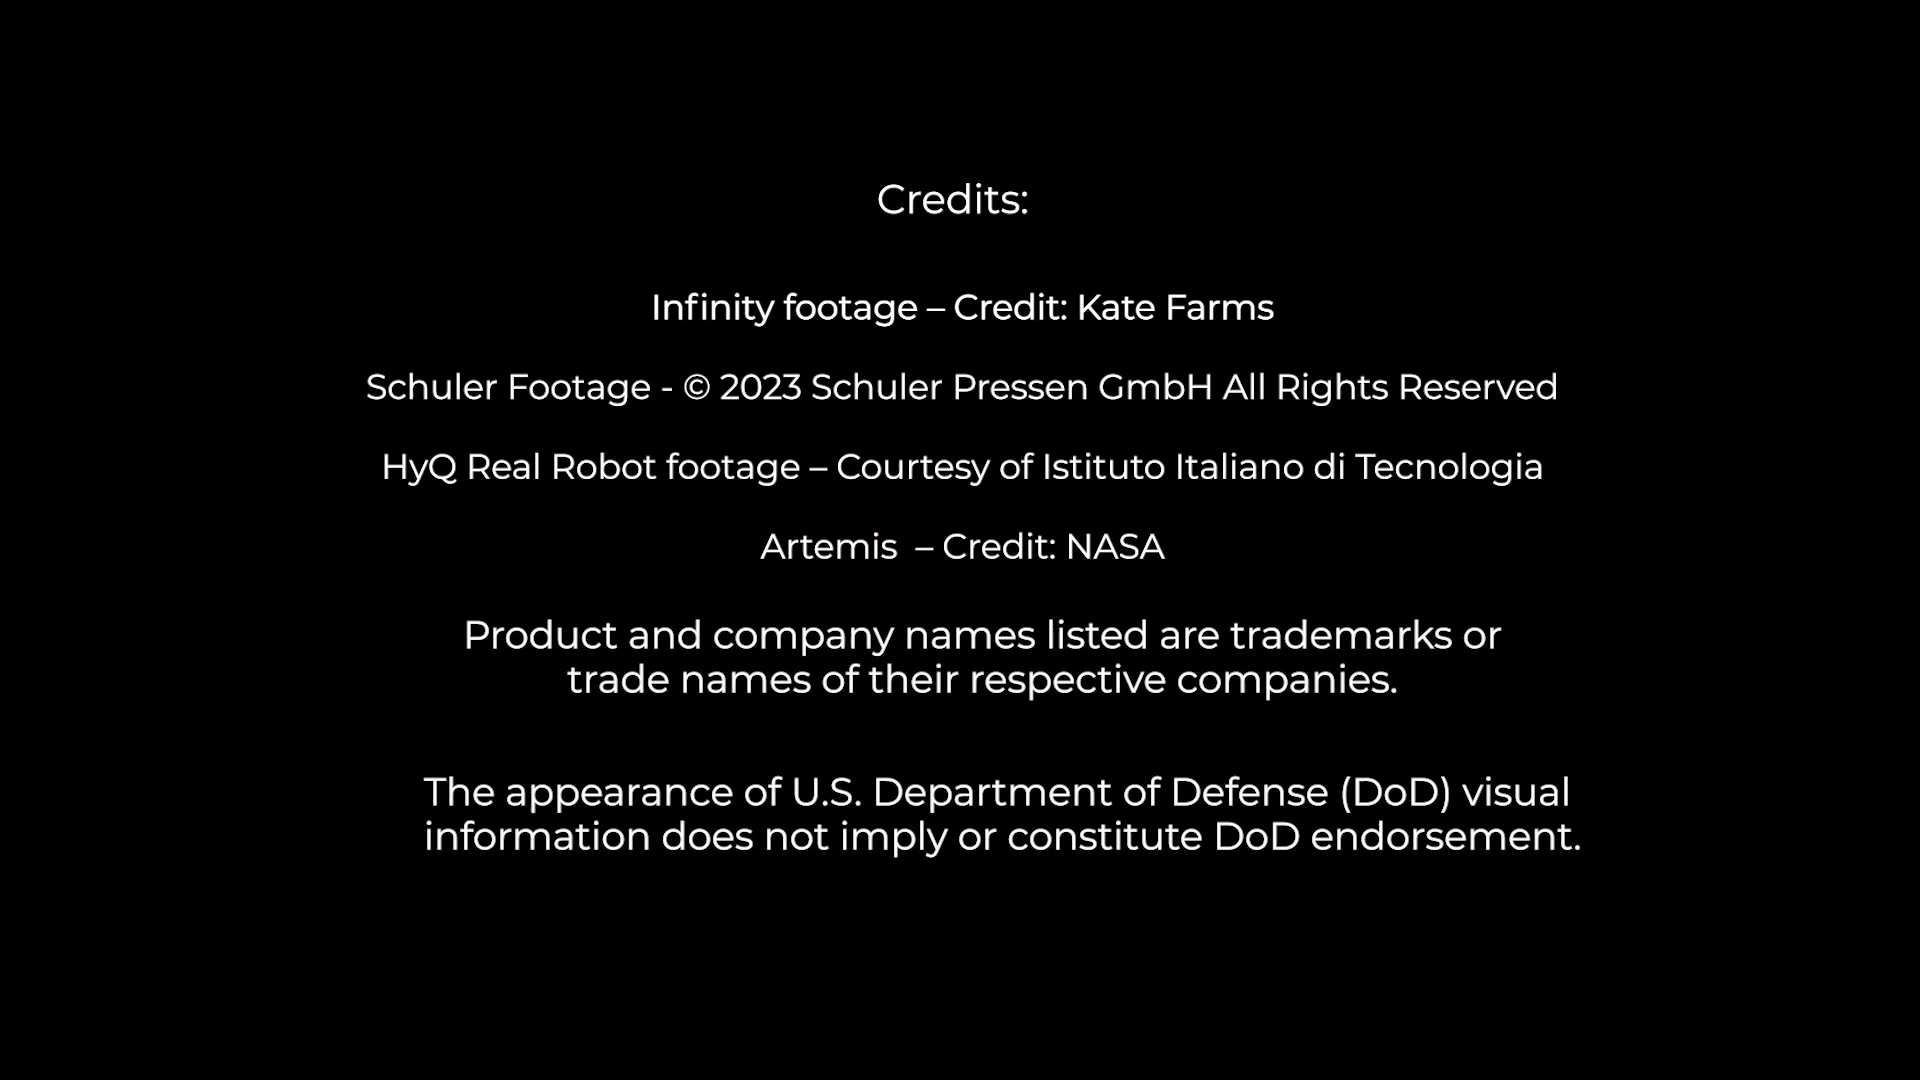 Credits:
Infinity footage – Credit: Kate Farms
Schuler Footage - © 2023 Schuler Pressen GmbH All Rights Reserved
HyQ Real Robot footage – Courtesy of Istituto Italiano di Tecnologia
Artemis  – Credit: NASA
Product and company names listed are trademarks or
trade names of their respective companies.
The appearance of U.S. Department of Defense (DoD) visual
information does not imply or constitute DoD endorsement.